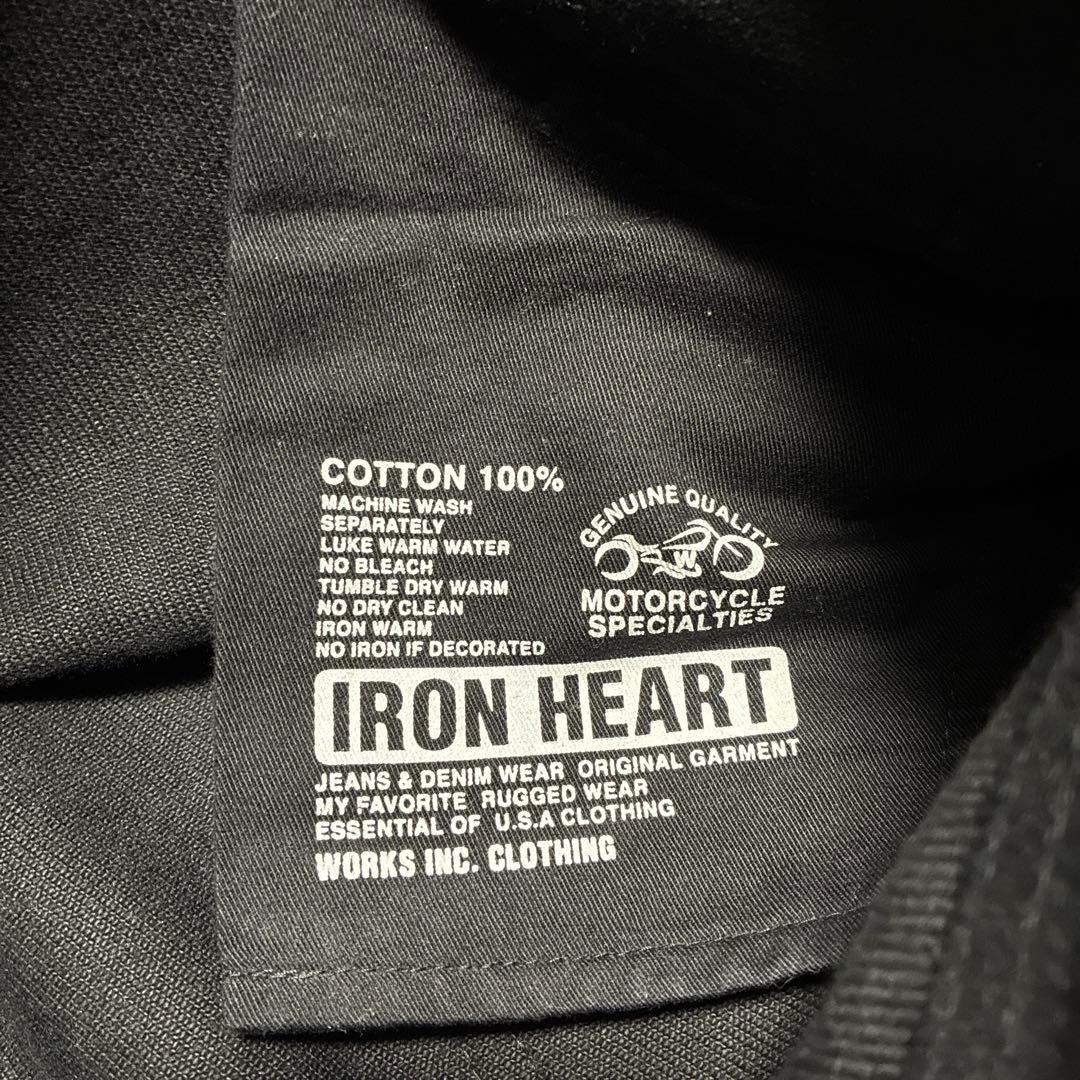 COTTON 100%
MACHINE WASH
SEPARATELY
LUKE WARM WATER
NO BLEACH
TUMBLE DRY WARM
NO DRY CLEAN
IRON WARM
NO IRON IF DECORATED
GENUINE QUALITY
W
MOTORCYCLE
SPECIALTIES
IRON HEART
JEANS & DENIM WEAR ORIGINAL GARMENT
MY FAVORITE RUGGED WEAR
ESSENTIAL OF U.S.A CLOTHING
WORKS INC. CLOTHING